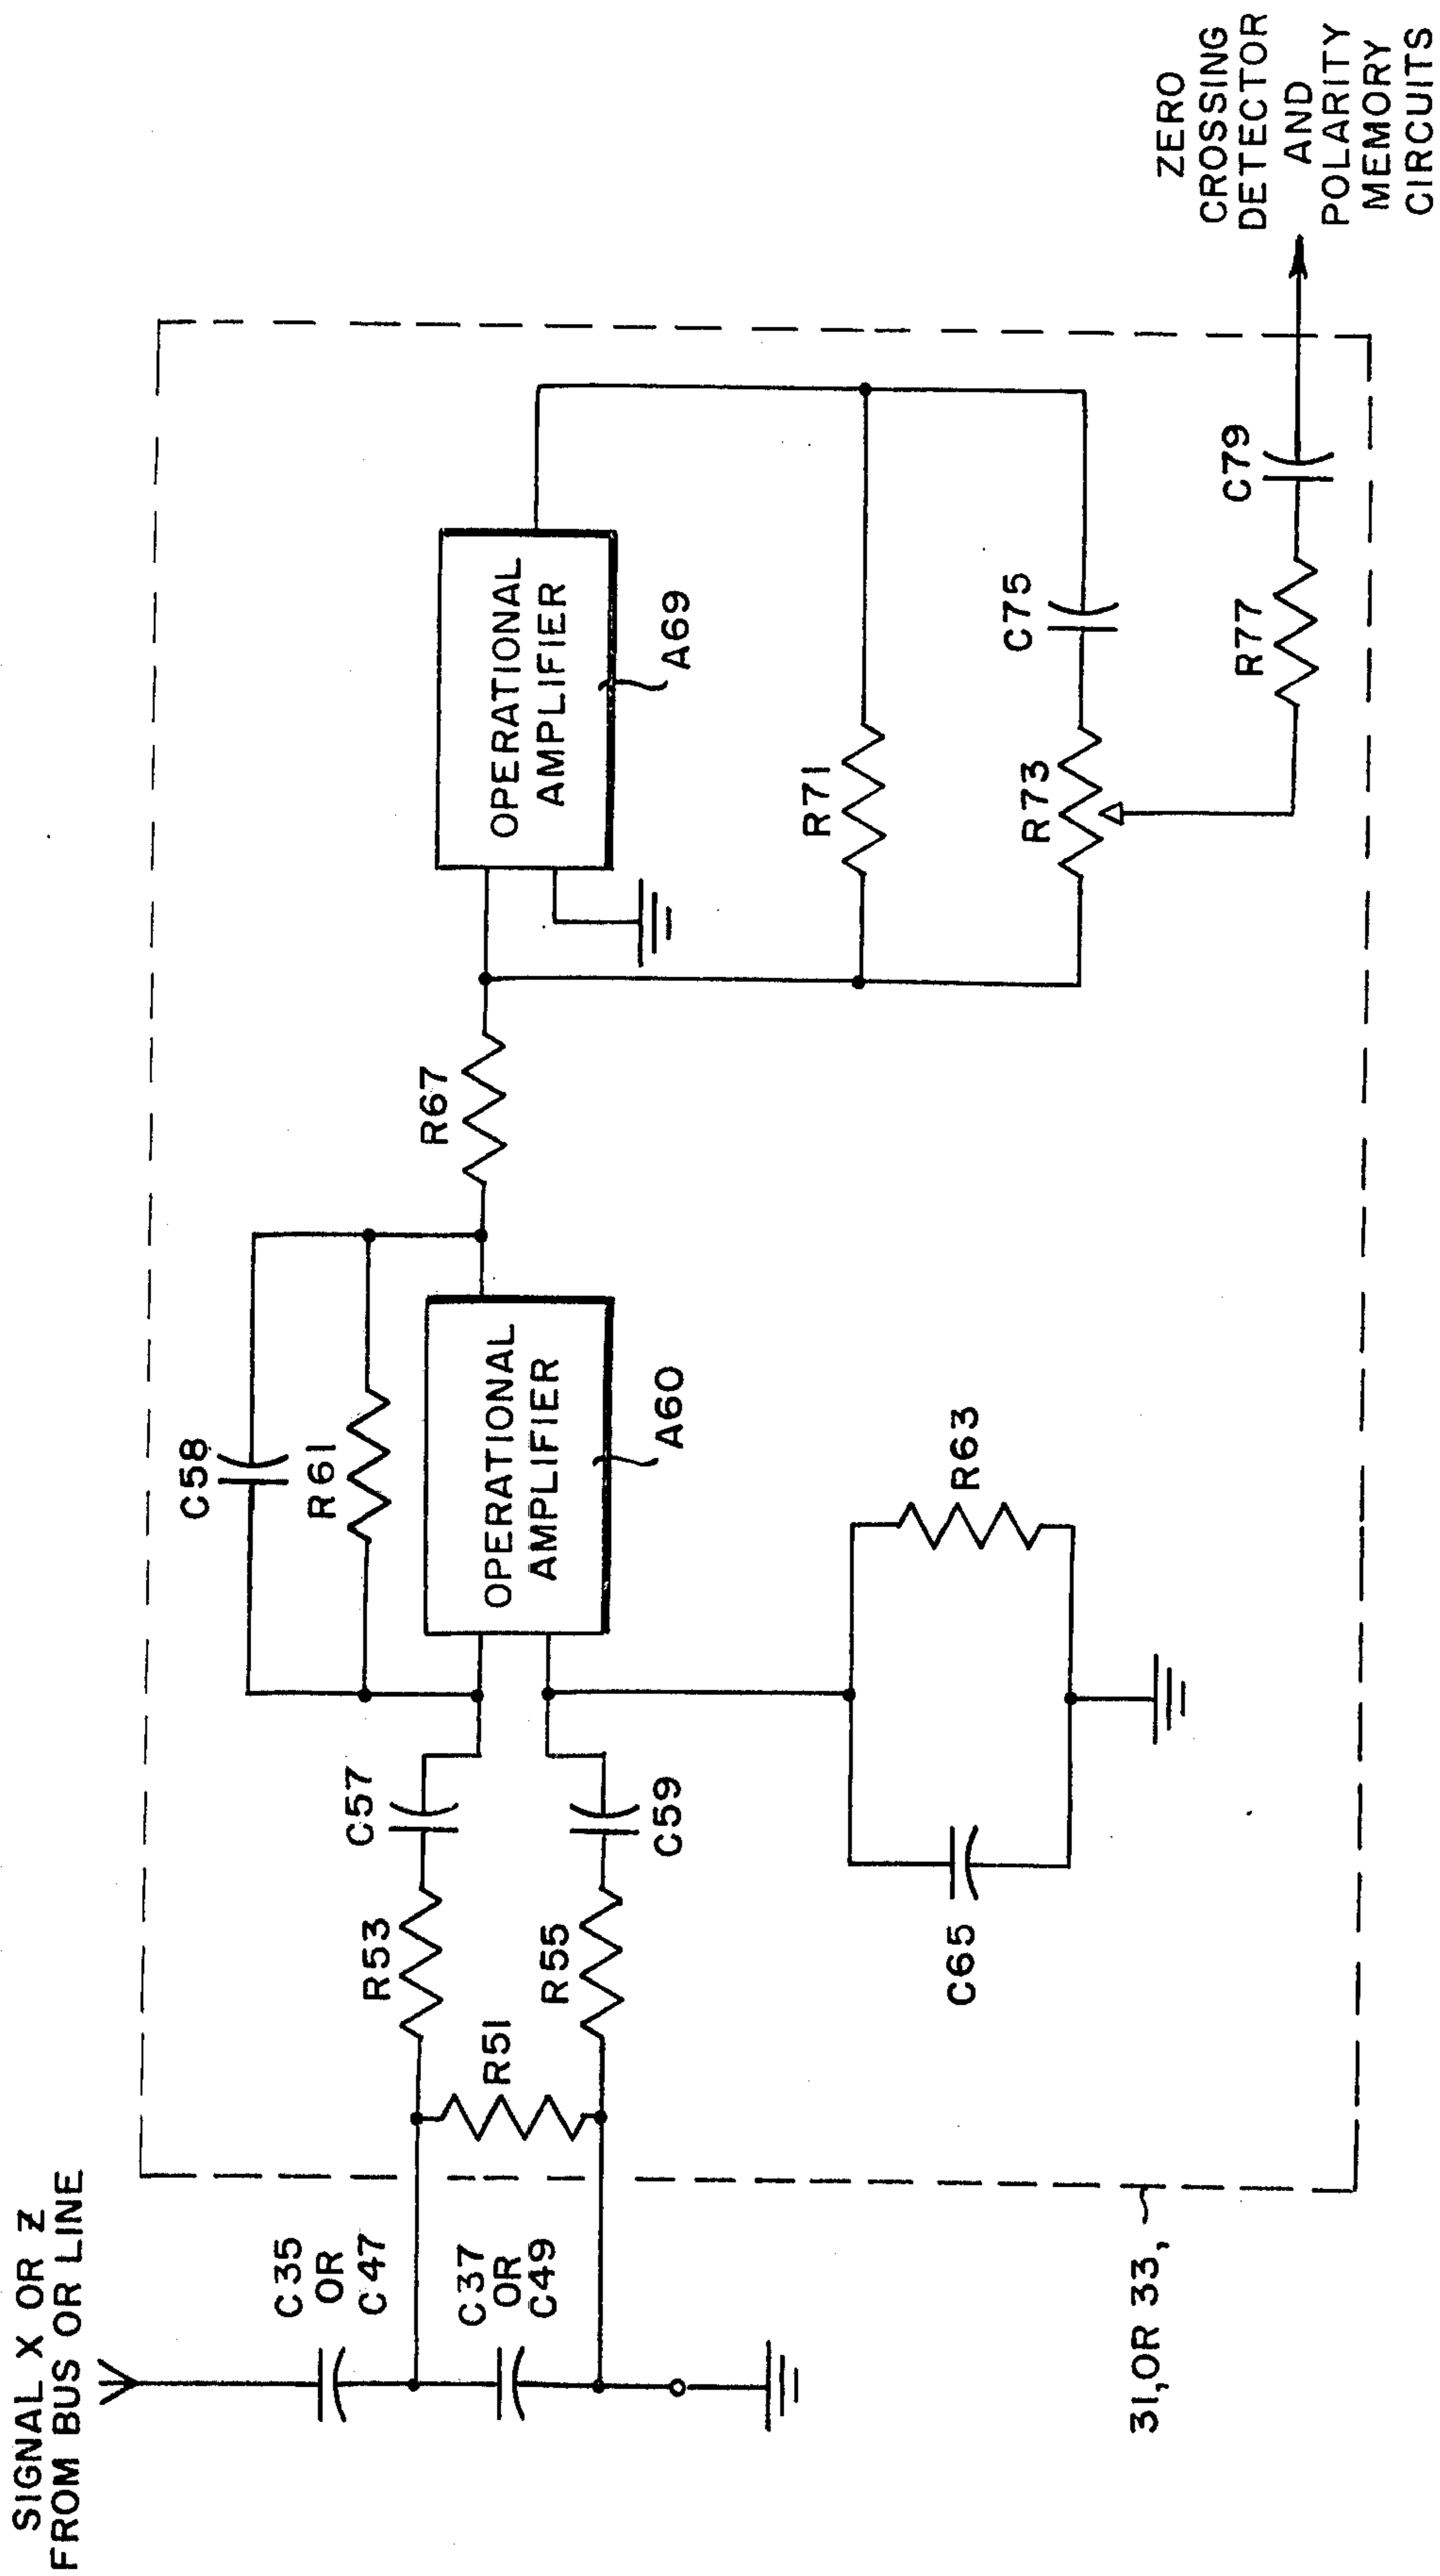 SIGNAL X OR Z
FROM BUS OR LINE
C35
OR
C47
C37
OR
C49
31, OR 33,
R51
R53
R55
C57
C59
C65
R63
C58
R61
OPERATIONAL
AMPLIFIER
A60
R67
OPERATIONAL
AMPLIFIER
A69
R71
R73
C75
R77
C79
ZERO
CROSSING
DETECTOR
AND
POLARITY
MEMORY
CIRCUITS